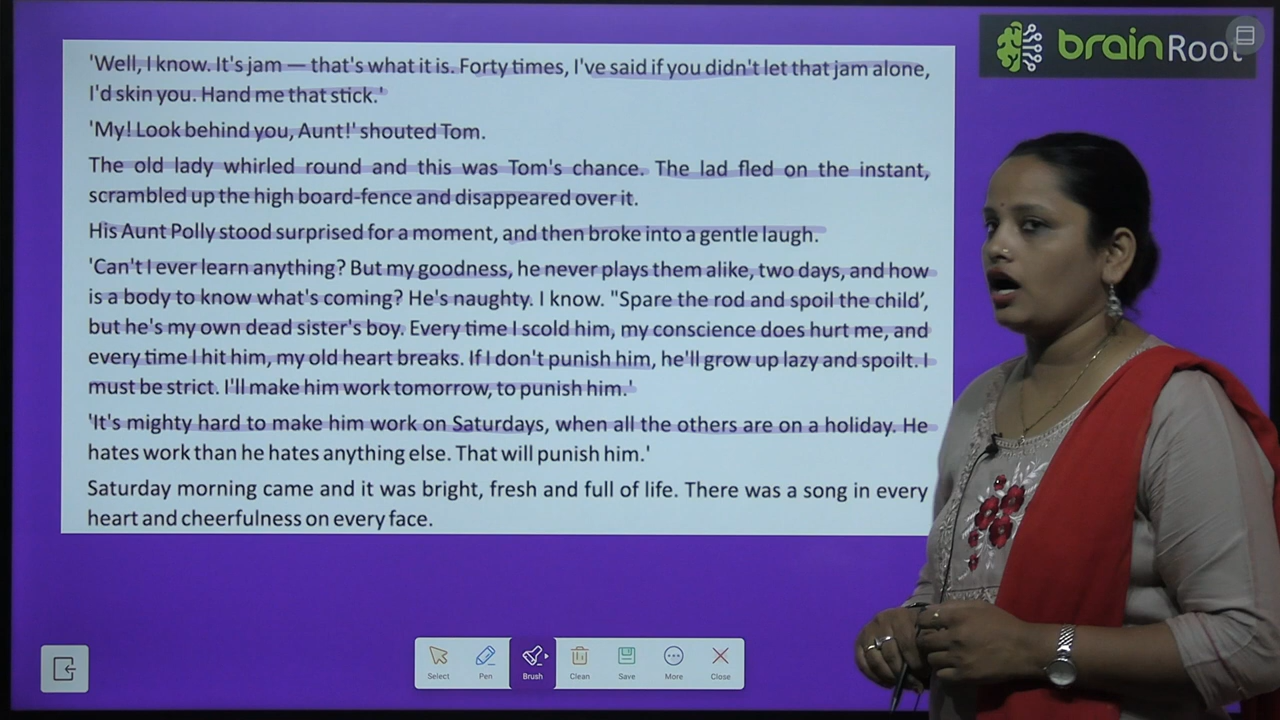 brainRoot
'Well, I know. It's jam — that's what it is. Forty times, I've said if you didn't let that jam alone,
I'd skin you. Hand me that stick.'
'My! Look behind you, Aunt!' shouted Tom.
The old lady whirled round and this was Tom's chance. The lad fled on the instant,
scrambled up the high board-fence and disappeared over it.
His Aunt Polly stood surprised for a moment, and then broke into a gentle laugh.
'Can't I ever learn anything? But my goodness, he never plays them alike, two days, and how
is a body to know what's coming? He's naughty. I know. "Spare the rod and spoil the child’,
but he's my own dead sister's boy. Every time I scold him, my conscience does hurt me, and
every time I hit him, my old heart breaks. If I don't punish him, he'll grow up lazy and spoilt. I
must be strict. I'll make him work tomorrow, to punish him.'
'It's mighty hard to make him work on Saturdays, when all the others are on a holiday. He
hates work than he hates anything else. That will punish him.'
Saturday morning came and it was bright, fresh and full of life. There was a song in every
heart and cheerfulness on every face.
Select Pen Brush Clean Save More Close